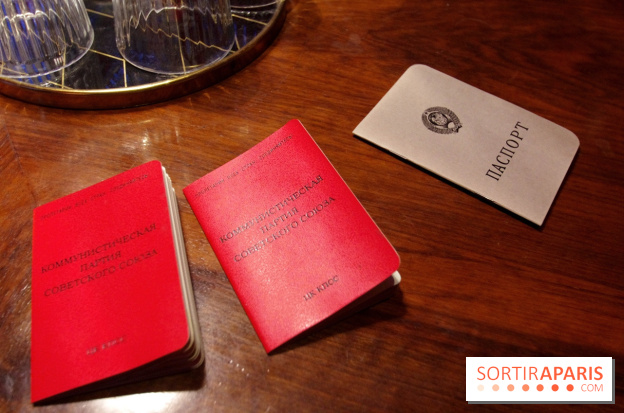 КОММУНИСТИЧЕСКАЯ
ПАРТИЯ
СОВЕТСКОГО СОЮЗА
КОММУНИСТИЧЕСКАЯ
ПАРТИЯ
СОВЕТСКОГО СОЮЗА
ЦК КПСС
ПАСПОРТ
SORTIRAPARIS
.COM